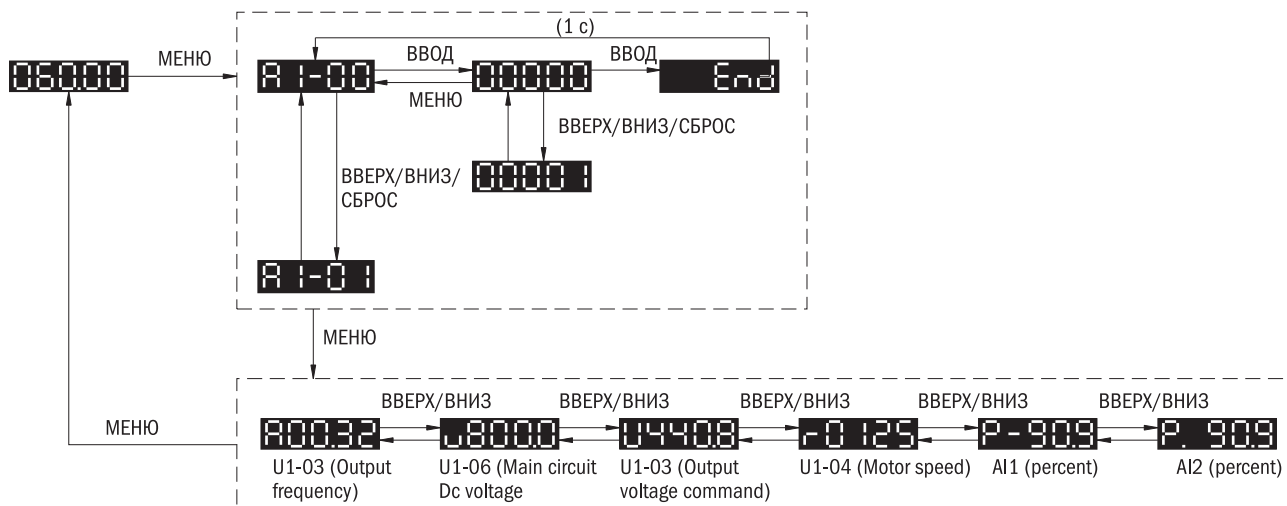 (1 с)
ВВОД
ВВОД
МЕНЮ
060.00
A1-00
00000
End
МЕНЮ
ВВЕРХ/ВНИЗ/СБРОС
ВВЕРХ/ВНИЗ/
СБРОС
00001
A1-01
МЕНЮ
МЕНЮ
ВВЕРХ/ВНИЗ
ВВЕРХ/ВНИЗ
ВВЕРХ/ВНИЗ
ВВЕРХ/ВНИЗ
ВВЕРХ/ВНИЗ
A00.32
u800.0
U440.8
r0125
P-90.9
P. 90.9
U1-03 (Output
frequency)
U1-06 (Main circuit
Dc voltage
U1-03 (Output
voltage command)
U1-04 (Motor speed)
AI1 (percent)
AI2 (percent)